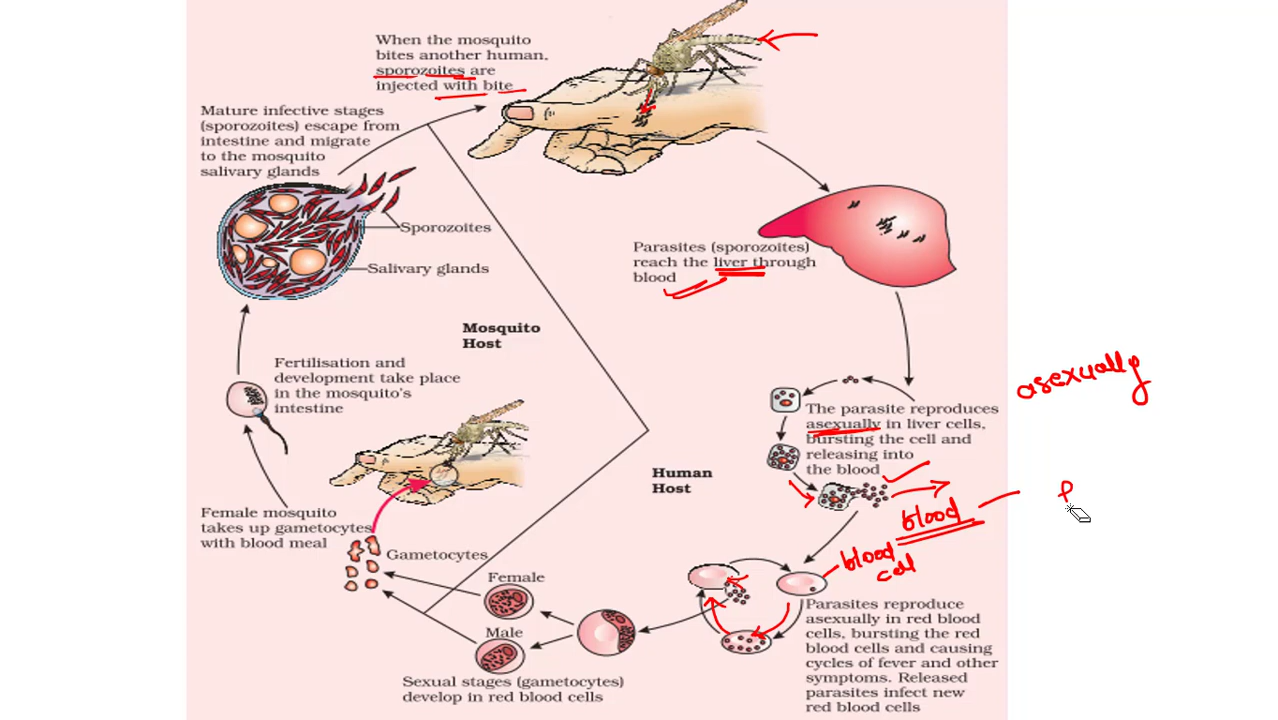 When the mosquito
bites another human,
sporozoites are
injected with bite
Mature infective stages
(sporozoites) escape from
intestine and migrate
to the mosquito
salivary glands
Sporozoites
Salivary glands
Parasites (sporozoites)
reach the liver through
blood
Mosquito
Host
Fertilisation and
development take place
in the mosquito's
intestine
asexually
The parasite reproduces
asexually in liver cells,
bursting the cell and
releasing into
the blood
Human
Host
blood
P
blood
cell
Female mosquito
takes up gametocytes
with blood meal
Gametocytes
Female
Male
Parasites reproduce
asexually in red blood
cells, bursting the red
blood cells and causing
cycles of fever and other
symptoms. Released
parasites infect new
red blood cells
Sexual stages (gametocytes)
develop in red blood cells